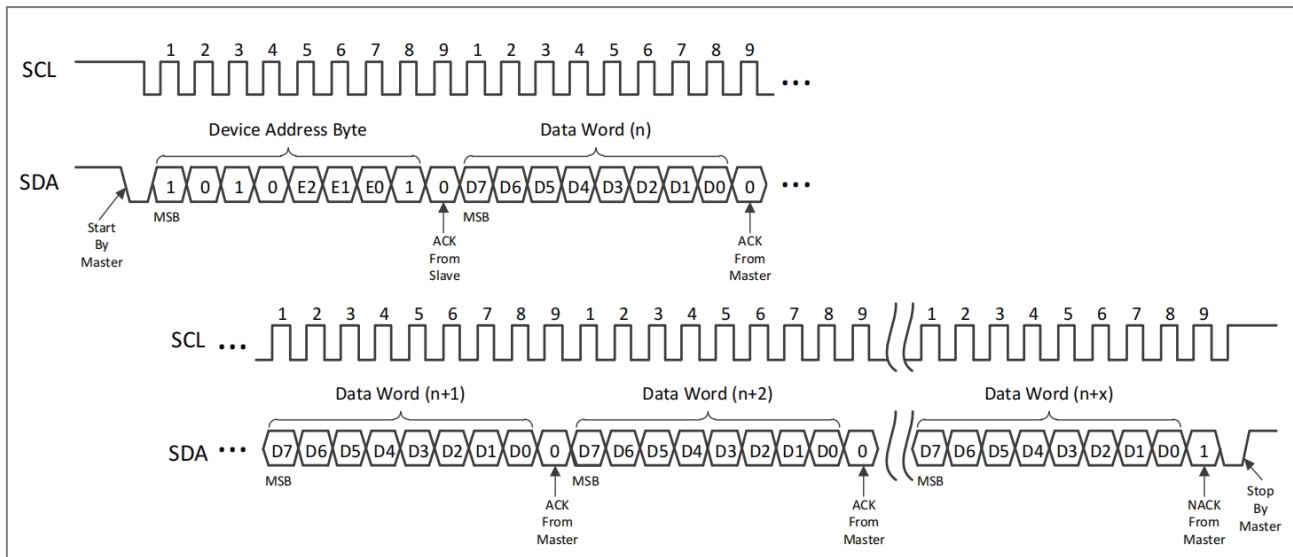 1 2 3 4 5 6 7 8 9 1 2 3 4 5 6 7 8 9
SCL ...
Device Address Byte Data Word (n)
SDA 1 0 1 0 E2 E1 E0 1 0 D7 D6 D5 D4 D3 D2 D1 D0 0 ...
MSB MSB
Start
By
Master
ACK
From
Slave
ACK
From
Master
1 2 3 4 5 6 7 8 9 1 2 3 4 5 6 7 8 9 1 2 3 4 5 6 7 8 9
SCL ...
Data Word (n+1) Data Word (n+2) Data Word (n+x)
SDA ... D7 D6 D5 D4 D3 D2 D1 D0 0 D7 D6 D5 D4 D3 D2 D1 D0 0 D7 D6 D5 D4 D3 D2 D1 D0 1
MSB MSB MSB
ACK
From
Master
ACK
From
Master
NACK
From
Master
Stop
By
Master